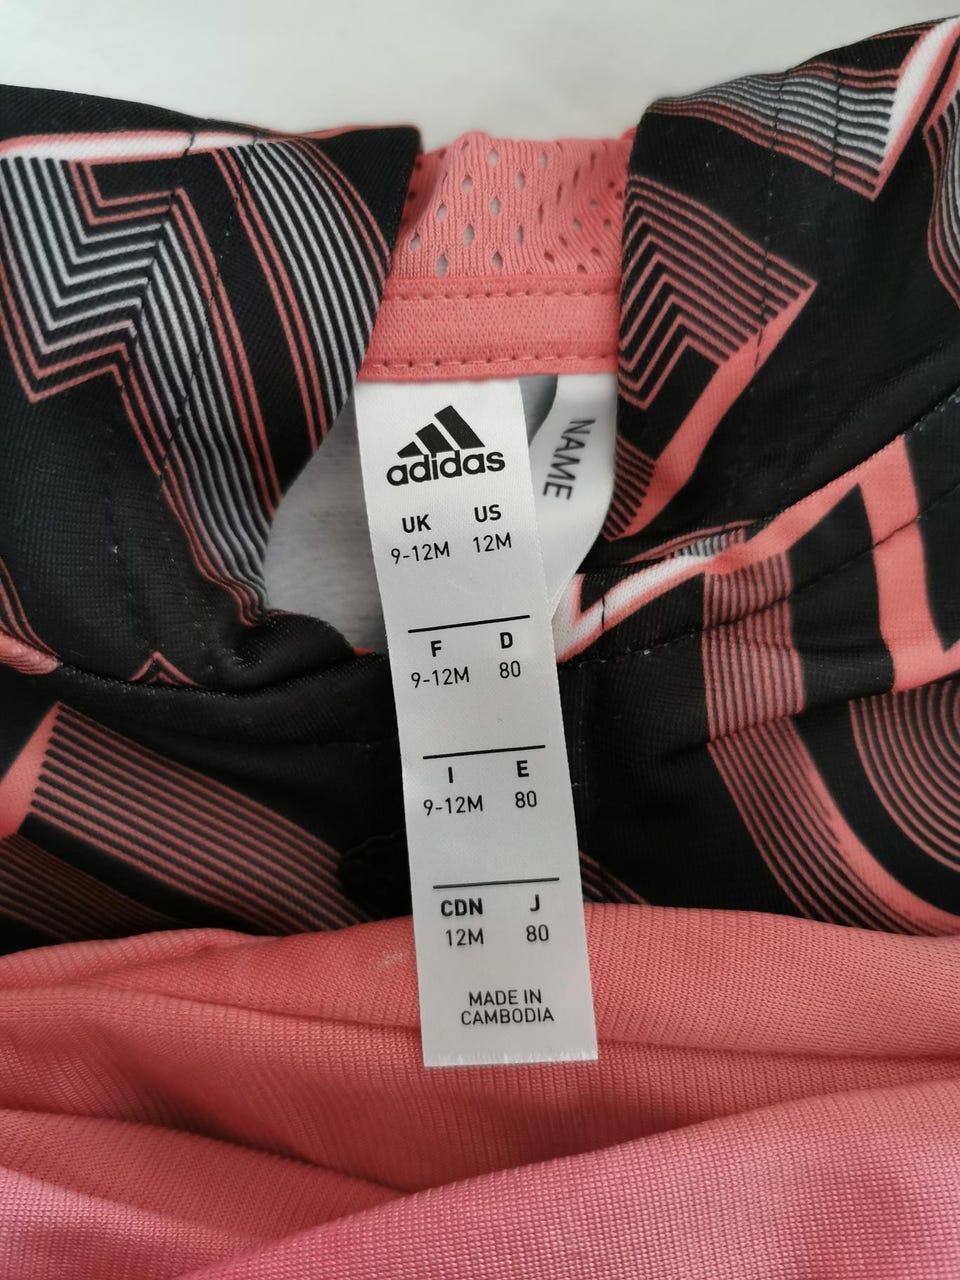 adidas
NAME
UK US
9-12M 12M
F D
9-12M 80
I E
9-12M 80
CDN J
12M 80
MADE IN
CAMBODIA